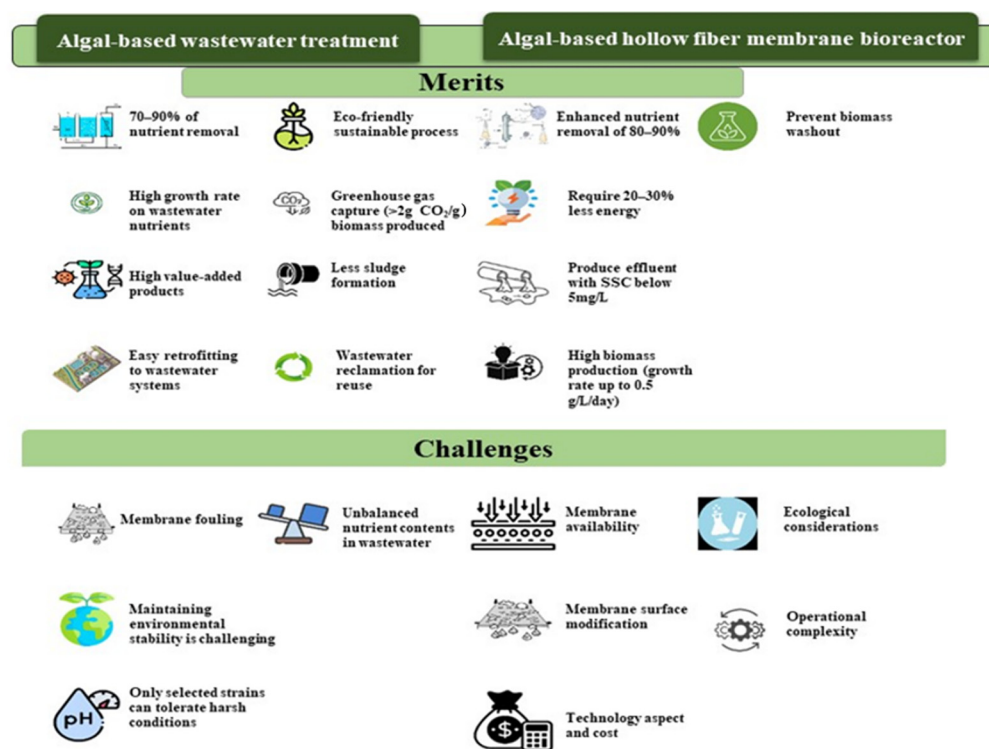 Algal-based wastewater treatment
Algal-based hollow fiber membrane bioreactor
Merits
70–90% of
nutrient removal
Eco-friendly
sustainable process
Enhanced nutrient
removal of 80–90%
Prevent biomass
washout
High growth rate
on wastewater
nutrients
CO₂
Greenhouse gas
capture (>2g CO₂/g)
biomass produced
Require 20–30%
less energy
High value-added
products
Less sludge
formation
Produce effluent
with SSC below
5mg/L
Easy retrofitting
to wastewater
systems
Wastewater
reclamation for
reuse
High biomass
production (growth
rate up to 0.5
g/L/day)
Challenges
Membrane fouling
Unbalanced
nutrient contents
in wastewater
Membrane
availability
Ecological
considerations
Maintaining
environmental
stability is challenging
Membrane surface
modification
Operational
complexity
pH
Only selected strains
can tolerate harsh
conditions
$
Technology aspect
and cost